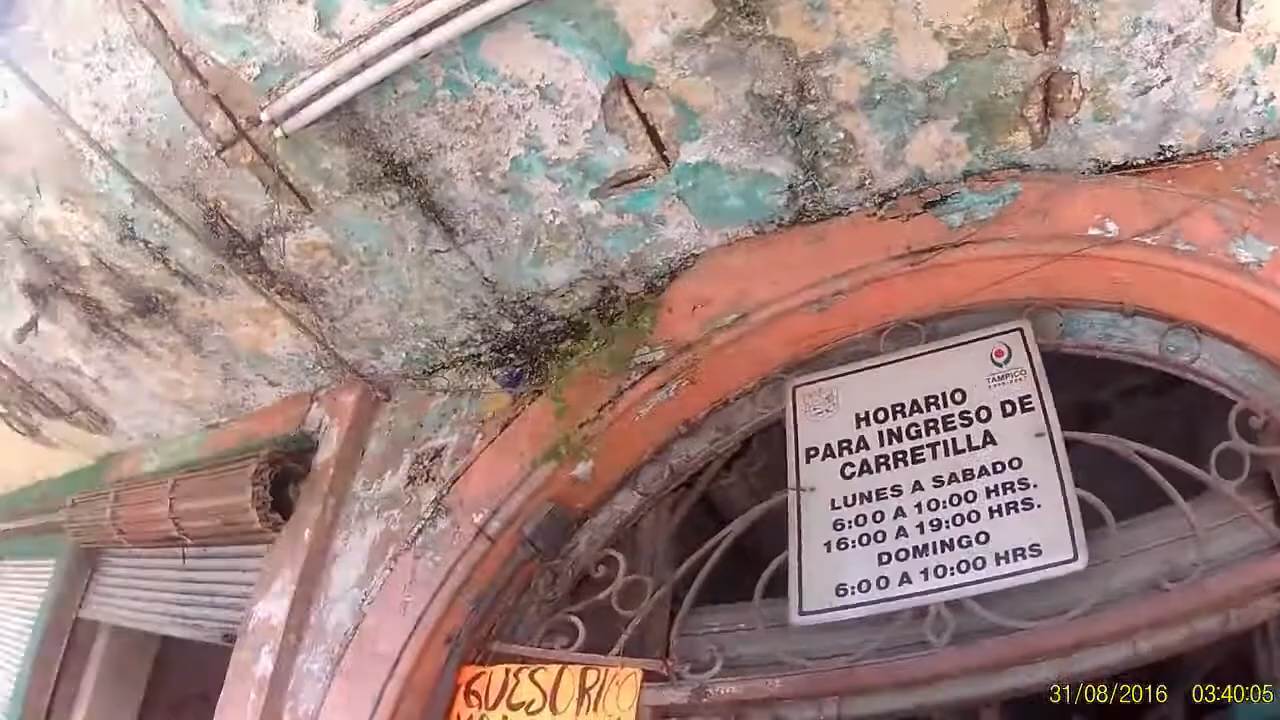 TAMPICO
HORARIO
PARA INGRESO DE
CARRETILLA
LUNES A SABADO
6:00 A 10:00 HRS.
16:00 A 19:00 HRS.
DOMINGO
6:00 A 10:00 HRS
GUESO RICO
31/08/2016 03:40:05